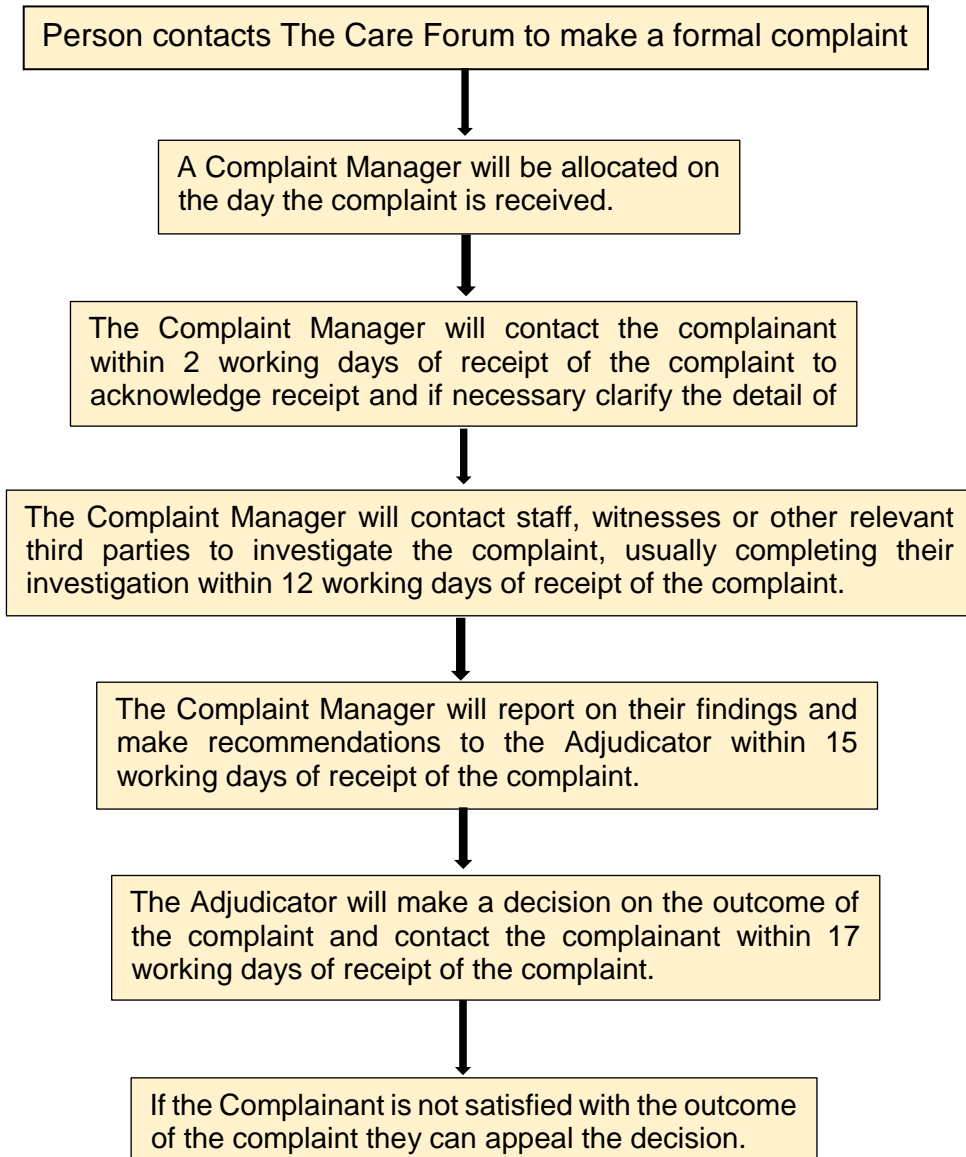 Person contacts The Care Forum to make a formal complaint
A Complaint Manager will be allocated on
the day the complaint is received.
The Complaint Manager will contact the complainant
within 2 working days of receipt of the complaint to
acknowledge receipt and if necessary clarify the detail of
The Complaint Manager will contact staff, witnesses or other relevant
third parties to investigate the complaint, usually completing their
investigation within 12 working days of receipt of the complaint.
The Complaint Manager will report on their findings and
make recommendations to the Adjudicator within 15
working days of receipt of the complaint.
The Adjudicator will make a decision on the outcome of
the complaint and contact the complainant within 17
working days of receipt of the complaint.
If the Complainant is not satisfied with the outcome
of the complaint they can appeal the decision.